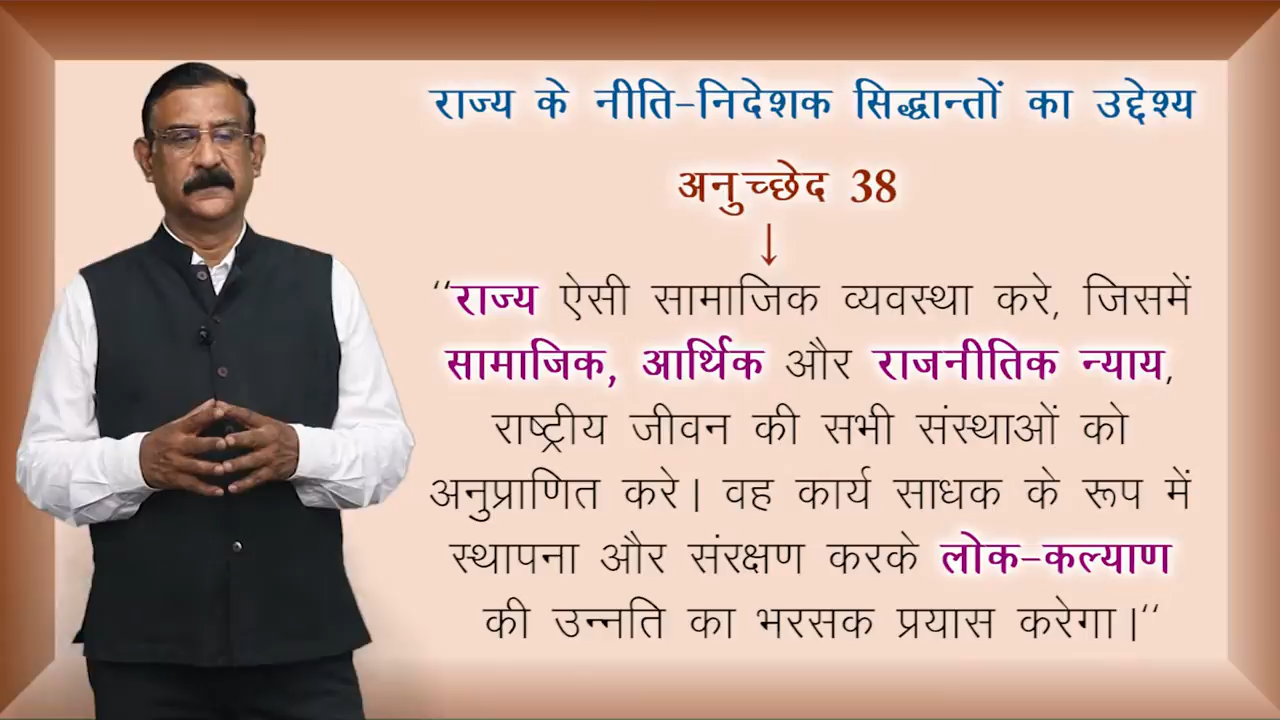 राज्य के नीति-निदेशक सिद्धान्तों का उद्देश्य
अनुच्छेद 38
↓
“राज्य ऐसी सामाजिक व्यवस्था करे, जिसमें
सामाजिक, आर्थिक और राजनीतिक न्याय,
राष्ट्रीय जीवन की सभी संस्थाओं को
अनुप्राणित करे। वह कार्य साधक के रूप में
स्थापना और संरक्षण करके लोक-कल्याण
की उन्नति का भरसक प्रयास करेगा।“